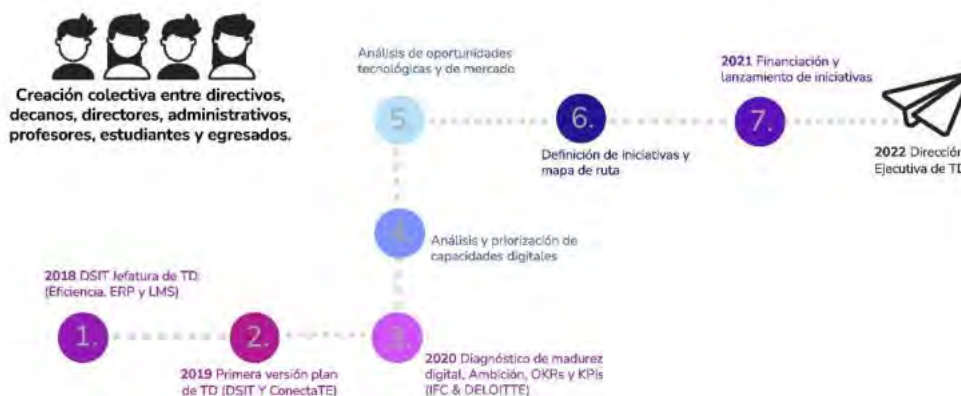 Creación colectiva entre directivos,
decanos, directores, administrativos,
profesores, estudiantes y egresados.
Análisis de oportunidades
tecnológicas y de mercado
2021 Financiación y
lanzamiento de iniciativas
5.
6.
7.
Definición de iniciativas y
mapa de ruta
2022 Dirección
Ejecutiva de TD
4.
Análisis y priorización de
capacidades digitales
2018 DSIT Jefatura de TD
(Eficiencia, ERP y LMS)
1.
2.
3.
2019 Primera versión plan
de TD (DSIT Y ConectaTE)
2020 Diagnóstico de madurez
digital, Ambición, OKRs y KPIs
(IFC & DELOITTE)